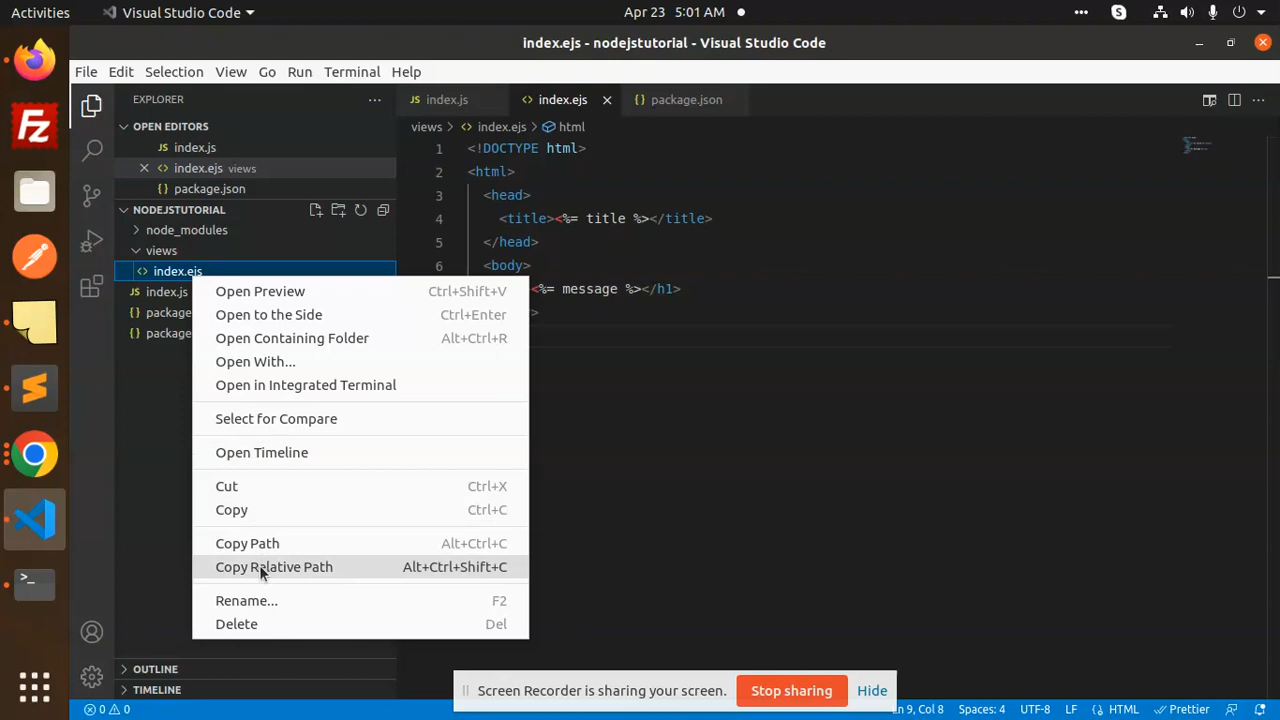 Activities
Visual Studio Code
Apr 23 5:01 AM
index.ejs - nodejstutorial - Visual Studio Code
File Edit Selection View Go Run Terminal Help
EXPLORER
index.js
index.ejs
package.json
OPEN EDITORS
index.js
index.ejs views
package.json
NODEJSTUTORIAL
node_modules
views
index.ejs
index.js
package
package
views > index.ejs > html
1 <!DOCTYPE html>
2 <html>
3 <head>
4 <title><%= title %></title>
5 </head>
6 <body>
<%= message %></h1>
>
Open Preview Ctrl+Shift+V
Open to the Side Ctrl+Enter
Open Containing Folder Alt+Ctrl+R
Open With...
Open in Integrated Terminal
Select for Compare
Open Timeline
Cut Ctrl+X
Copy Ctrl+C
Copy Path Alt+Ctrl+C
Copy Relative Path Alt+Ctrl+Shift+C
Rename... F2
Delete Del
OUTLINE
TIMELINE
Screen Recorder is sharing your screen. Stop sharing Hide
0 0
Ln 9, Col 8 Spaces: 4 UTF-8 LF HTML Prettier